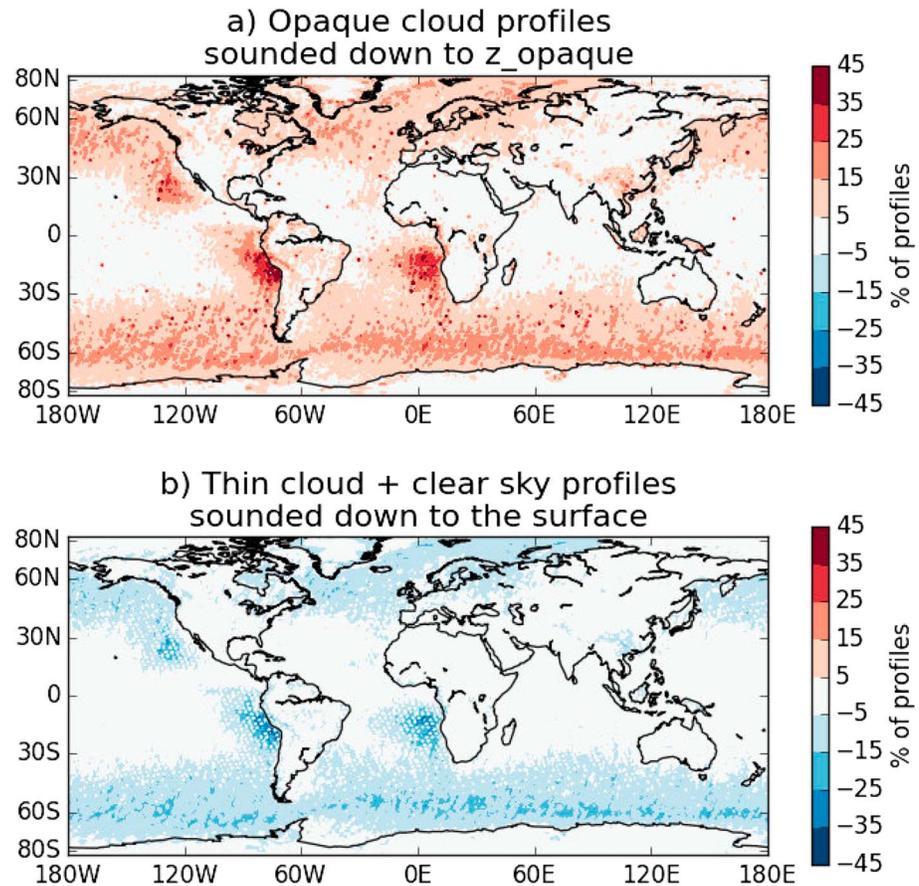 a) Opaque cloud profiles
sounded down to z_opaque
80N
60N
30N
0
30S
60S
80S
180W 120W 60W 0E 60E 120E 180E
45
35
25
15
5
−5
−15
−25
−35
−45
% of profiles
b) Thin cloud + clear sky profiles
sounded down to the surface
80N
60N
30N
0
30S
60S
80S
180W 120W 60W 0E 60E 120E 180E
45
35
25
15
5
−5
−15
−25
−35
−45
% of profiles